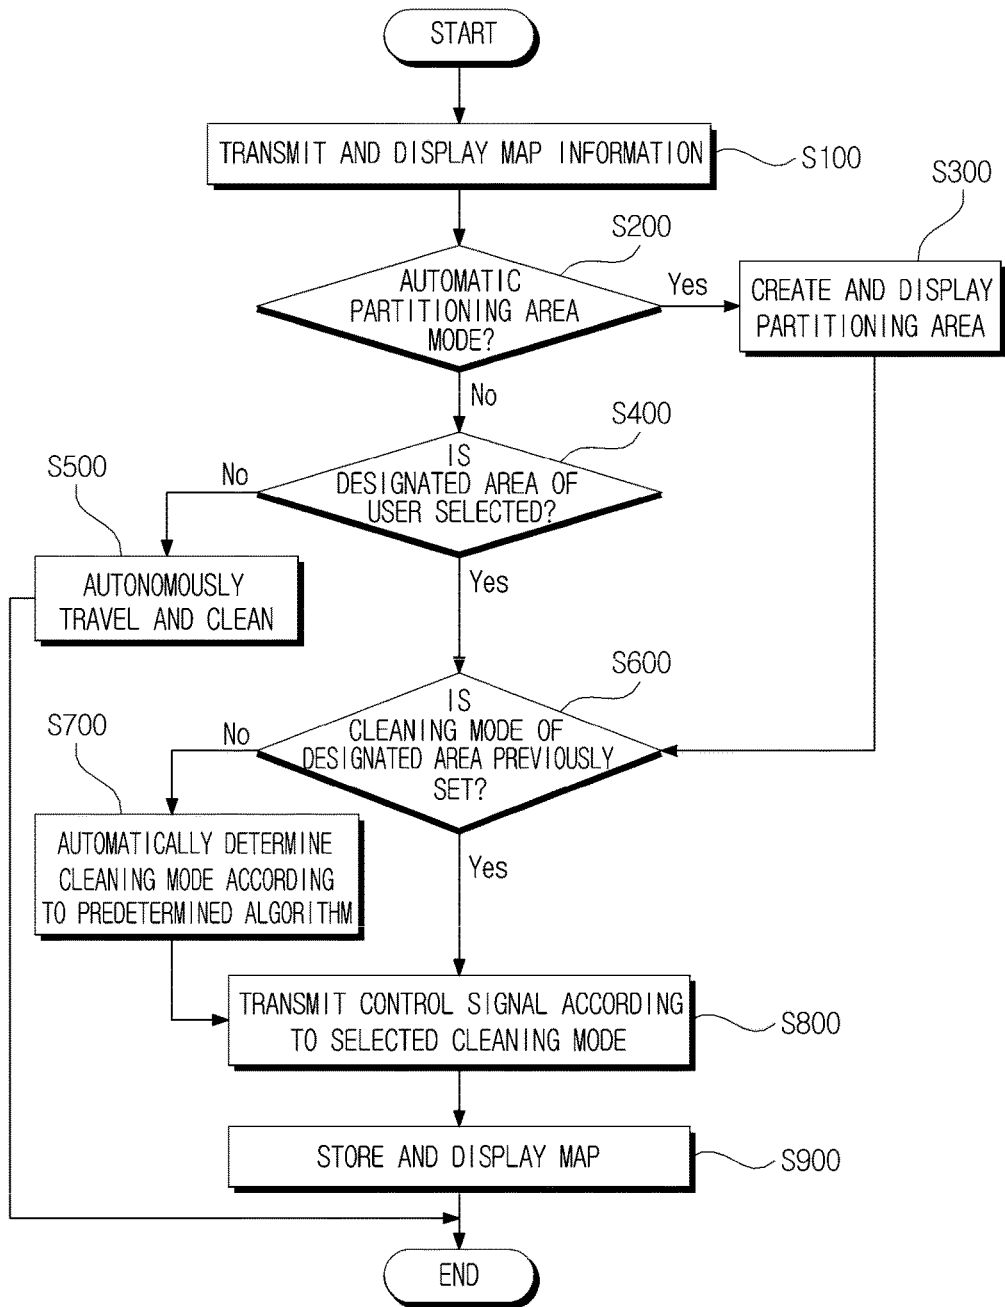 START
TRANSMIT AND DISPLAY MAP INFORMATION
S100
S300
S200
AUTOMATIC
PARTITIONING AREA
MODE?
Yes
CREATE AND DISPLAY
PARTITIONING AREA
No
S400
IS
DESIGNATED AREA OF
USER SELECTED?
No
S500
AUTONOMOUSLY
TRAVEL AND CLEAN
Yes
S600
IS
CLEANING MODE OF
DESIGNATED AREA PREVIOUSLY
SET?
No
S700
AUTOMATICALLY DETERMINE
CLEANING MODE ACCORDING
TO PREDETERMINED ALGORITHM
Yes
TRANSMIT CONTROL SIGNAL ACCORDING
TO SELECTED CLEANING MODE
S800
STORE AND DISPLAY MAP
S900
END